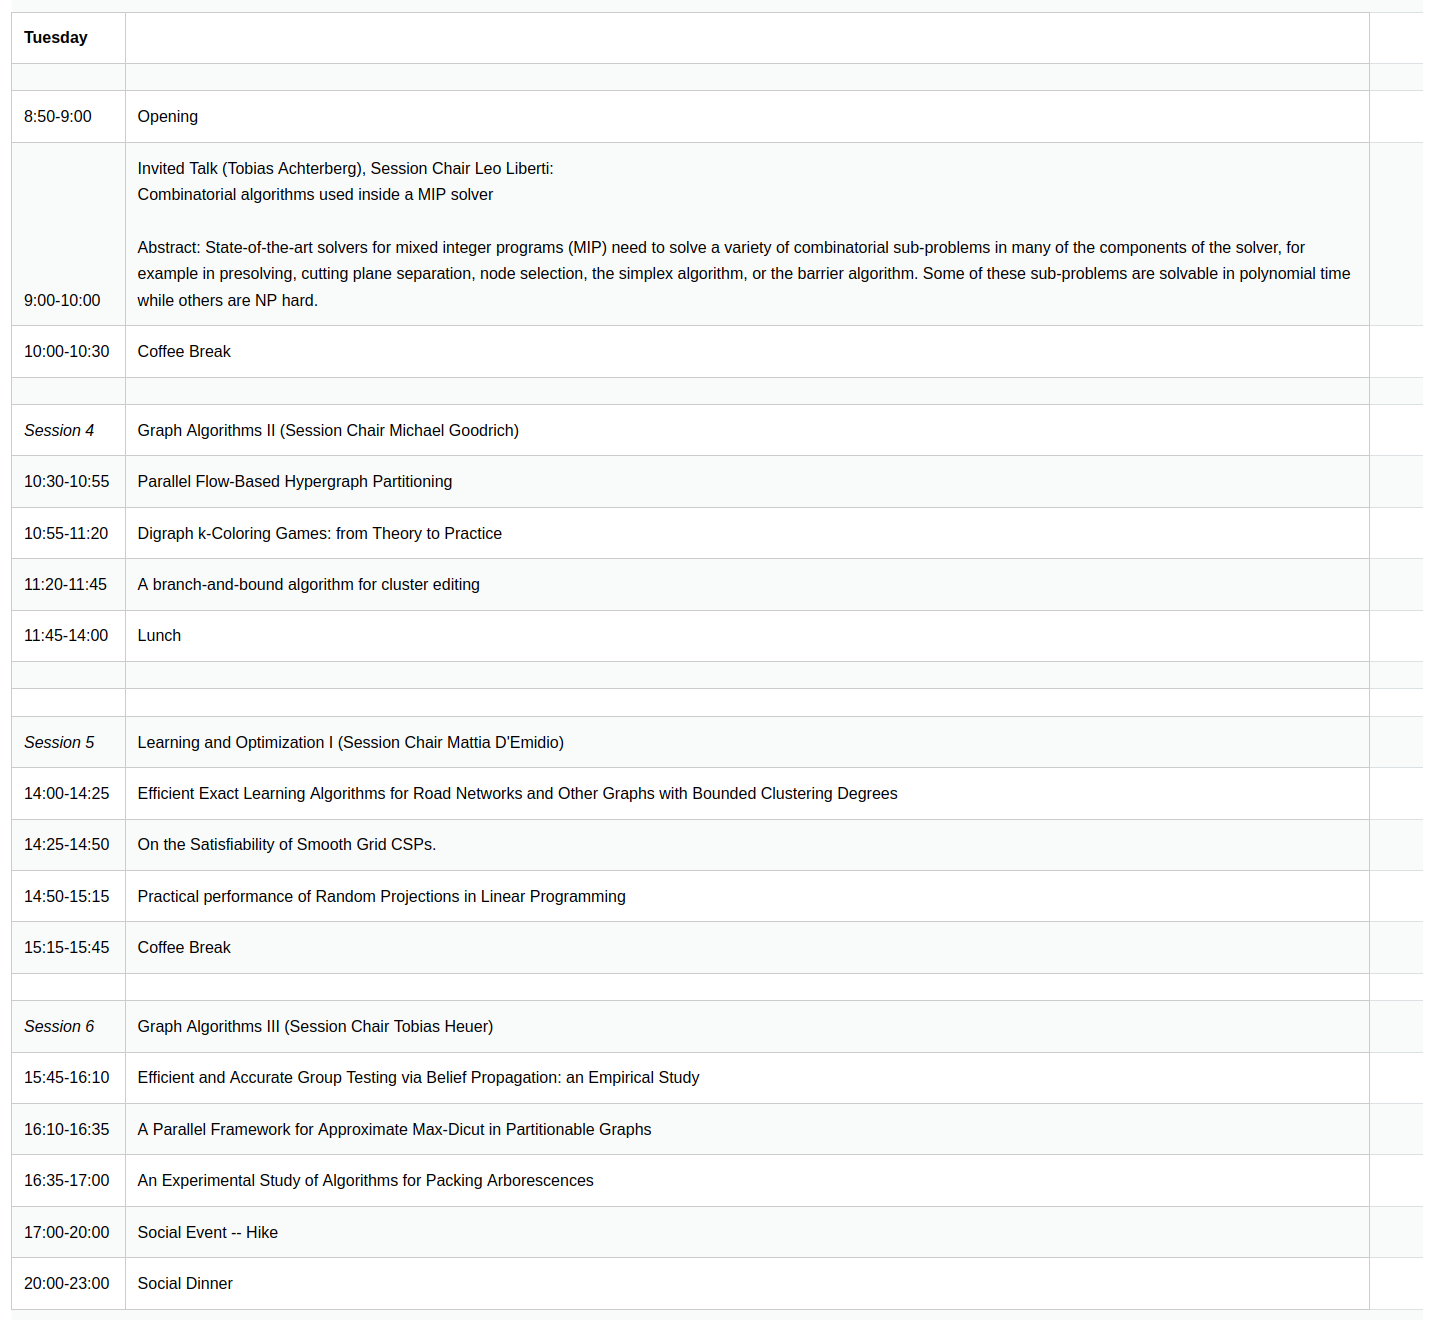 Tuesday
8:50-9:00 Opening
Invited Talk (Tobias Achterberg), Session Chair Leo Liberti:
Combinatorial algorithms used inside a MIP solver
Abstract: State-of-the-art solvers for mixed integer programs (MIP) need to solve a variety of combinatorial sub-problems in many of the components of the solver, for
example in presolving, cutting plane separation, node selection, the simplex algorithm, or the barrier algorithm. Some of these sub-problems are solvable in polynomial time
9:00-10:00 while others are NP hard.
10:00-10:30 Coffee Break
Session 4 Graph Algorithms II (Session Chair Michael Goodrich)
10:30-10:55 Parallel Flow-Based Hypergraph Partitioning
10:55-11:20 Digraph k-Coloring Games: from Theory to Practice
11:20-11:45 A branch-and-bound algorithm for cluster editing
11:45-14:00 Lunch
Session 5 Learning and Optimization I (Session Chair Mattia D'Emidio)
14:00-14:25 Efficient Exact Learning Algorithms for Road Networks and Other Graphs with Bounded Clustering Degrees
14:25-14:50 On the Satisfiability of Smooth Grid CSPs.
14:50-15:15 Practical performance of Random Projections in Linear Programming
15:15-15:45 Coffee Break
Session 6 Graph Algorithms III (Session Chair Tobias Heuer)
15:45-16:10 Efficient and Accurate Group Testing via Belief Propagation: an Empirical Study
16:10-16:35 A Parallel Framework for Approximate Max-Dicut in Partitionable Graphs
16:35-17:00 An Experimental Study of Algorithms for Packing Arborescences
17:00-20:00 Social Event -- Hike
20:00-23:00 Social Dinner